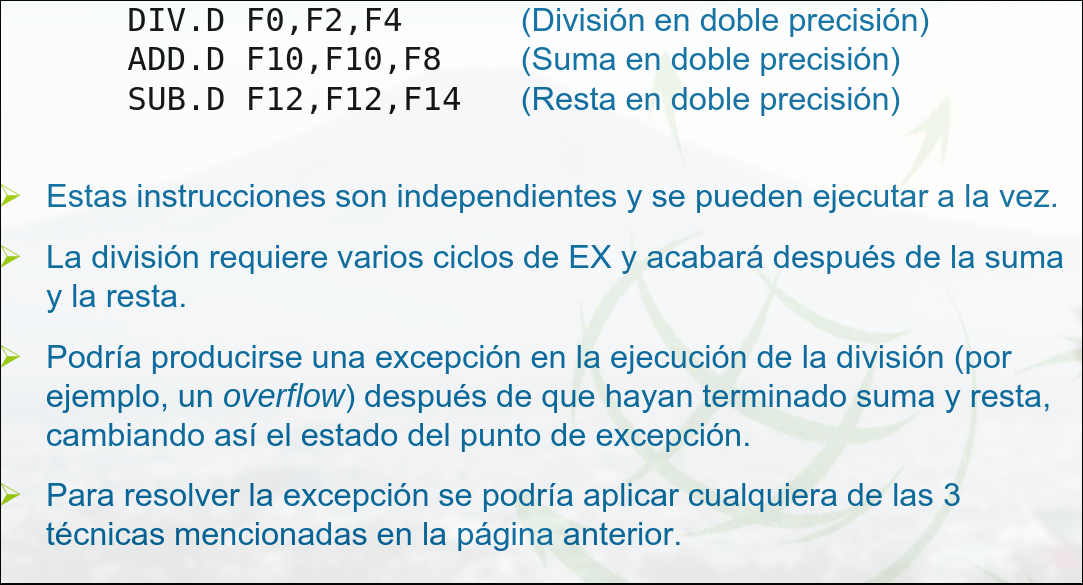 DIV.D F0,F2,F4 (División en doble precisión)
ADD.D F10,F10,F8 (Suma en doble precisión)
SUB.D F12,F12,F14 (Resta en doble precisión)
Estas instrucciones son independientes y se pueden ejecutar a la vez.
La división requiere varios ciclos de EX y acabará después de la suma
y la resta.
Podría producirse una excepción en la ejecución de la división (por
ejemplo, un overflow) después de que hayan terminado suma y resta,
cambiando así el estado del punto de excepción.
Para resolver la excepción se podría aplicar cualquiera de las 3
técnicas mencionadas en la página anterior.